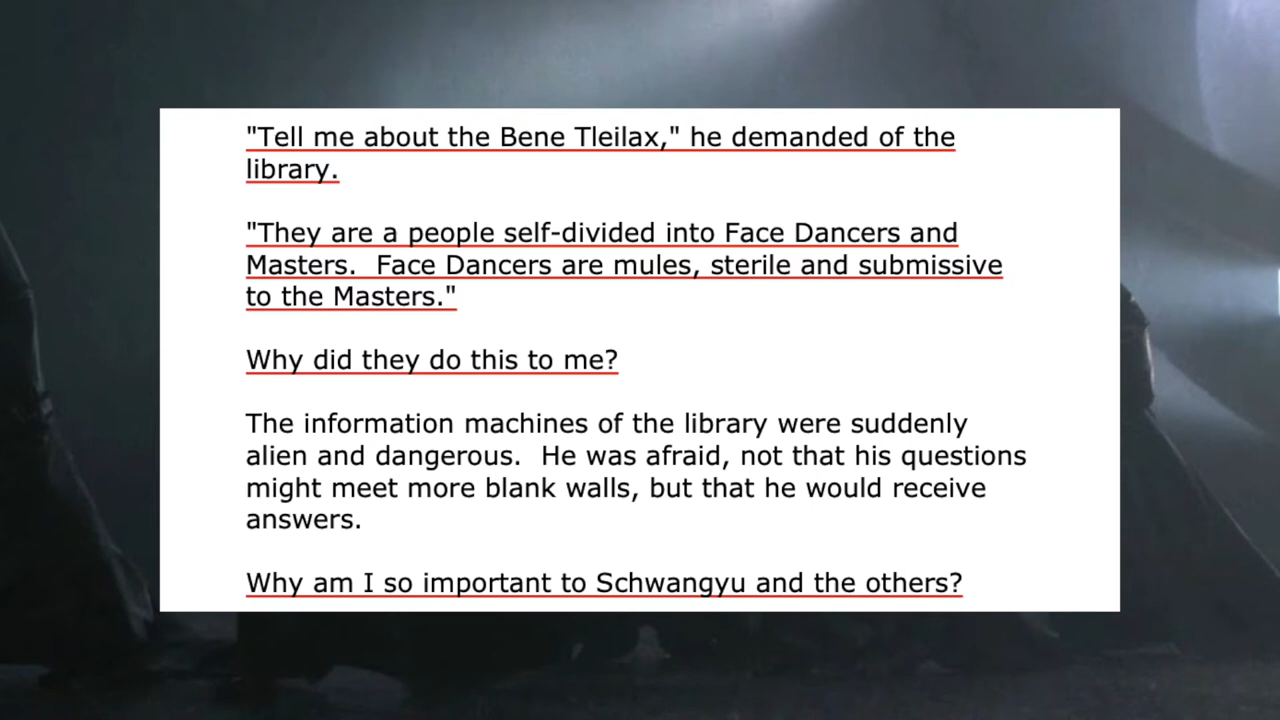 "Tell me about the Bene Tleilax," he demanded of the
library.
"They are a people self-divided into Face Dancers and
Masters.  Face Dancers are mules, sterile and submissive
to the Masters."
Why did they do this to me?
The information machines of the library were suddenly
alien and dangerous.  He was afraid, not that his questions
might meet more blank walls, but that he would receive
answers.
Why am I so important to Schwangyu and the others?